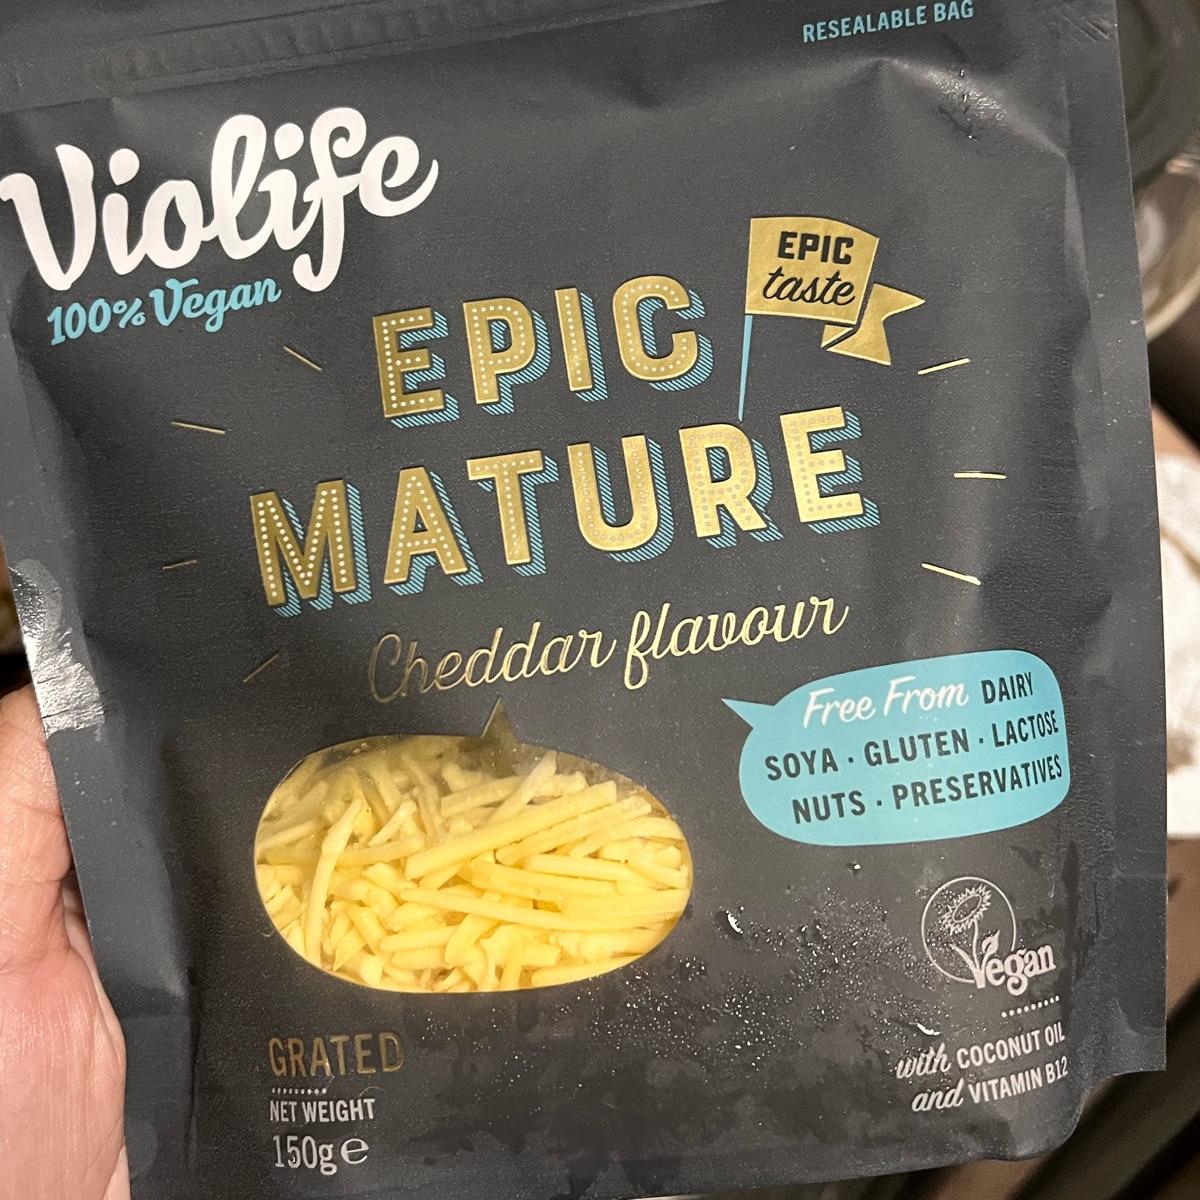 RESEALABLE BAG
Violife
100% Vegan
EPIC
taste
EPIC
MATURE
Cheddar flavour
Free From DAIRY
SOYA · GLUTEN · LACTOSE
NUTS · PRESERVATIVES
Vegan
with COCONUT OIL
and VITAMIN B12
GRATED
NET WEIGHT
150g e